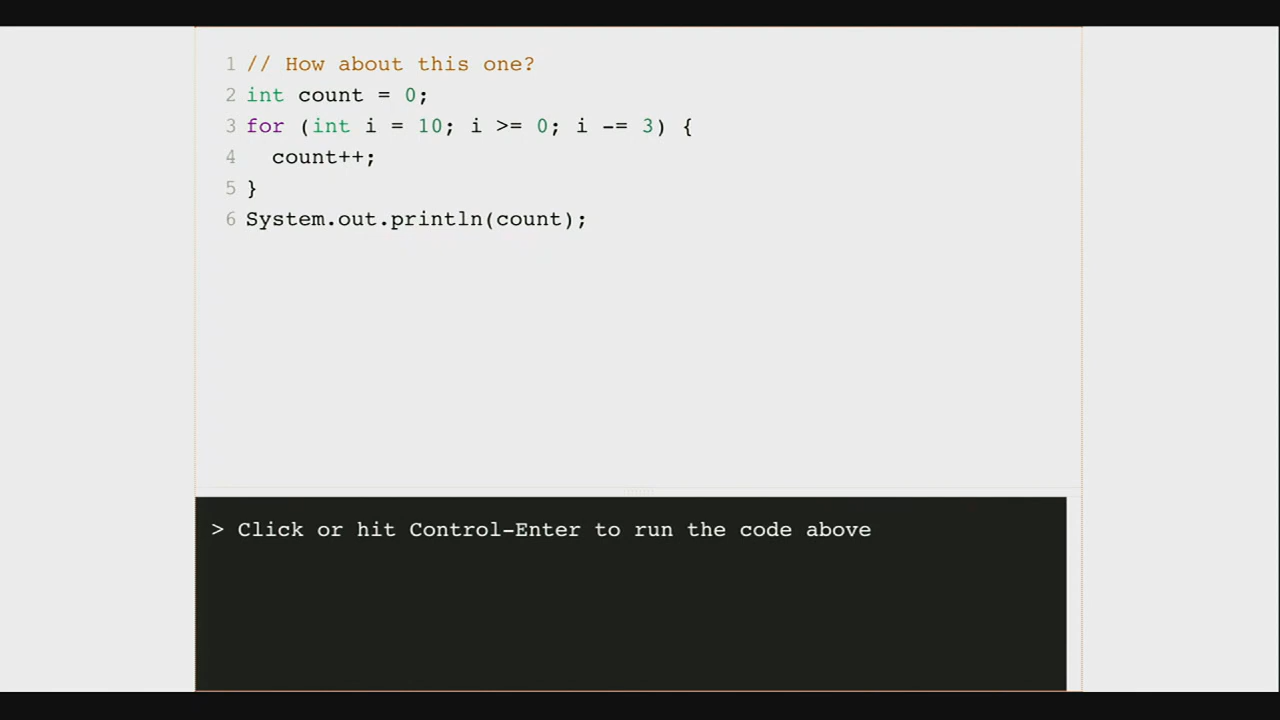 1 // How about this one?
2 int count = 0;
3 for (int i = 10; i >= 0; i -= 3) {
4   count++;
5 }
6 System.out.println(count);
> Click or hit Control-Enter to run the code above